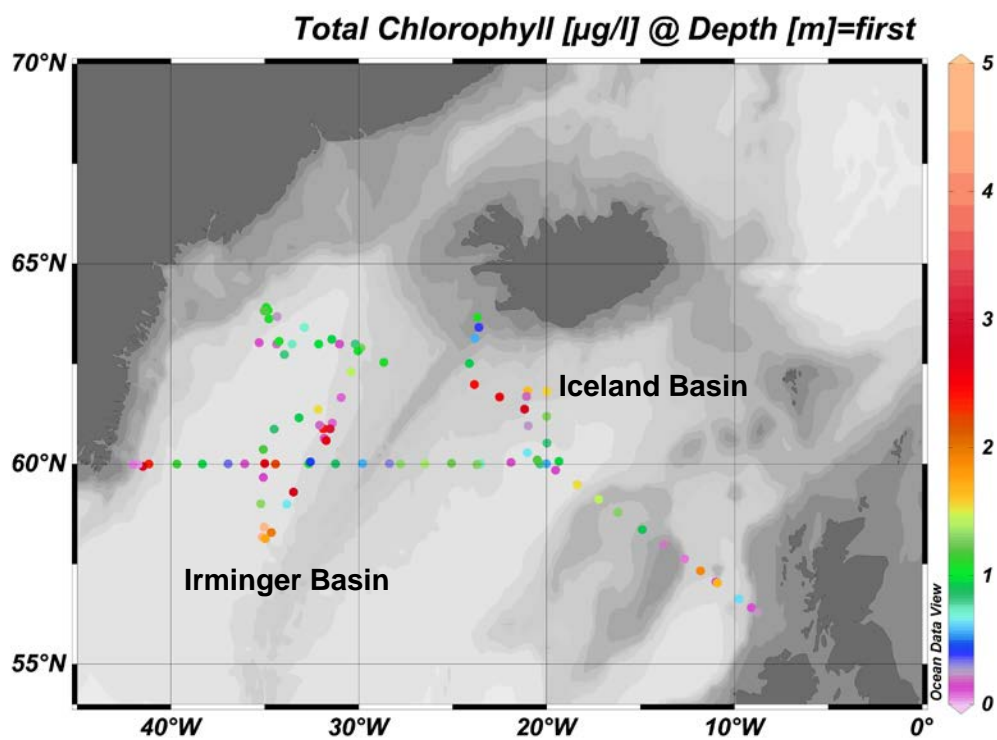 Total Chlorophyll [µg/l] @ Depth [m]=first
70°N
65°N
60°N
55°N
40°W
30°W
20°W
10°W
0°
Iceland Basin
Irminger Basin
5
4
3
2
1
0
Ocean Data View